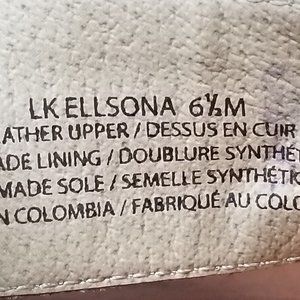 LK ELLSONA 6½M
EATHER UPPER / DESSUS EN CUIR
ADE LINING / DOUBLURE SYNTHÉT
MADE SOLE / SEMELLE SYNTHÉTIQ
N COLOMBIA / FABRIQUÉ AU COLO